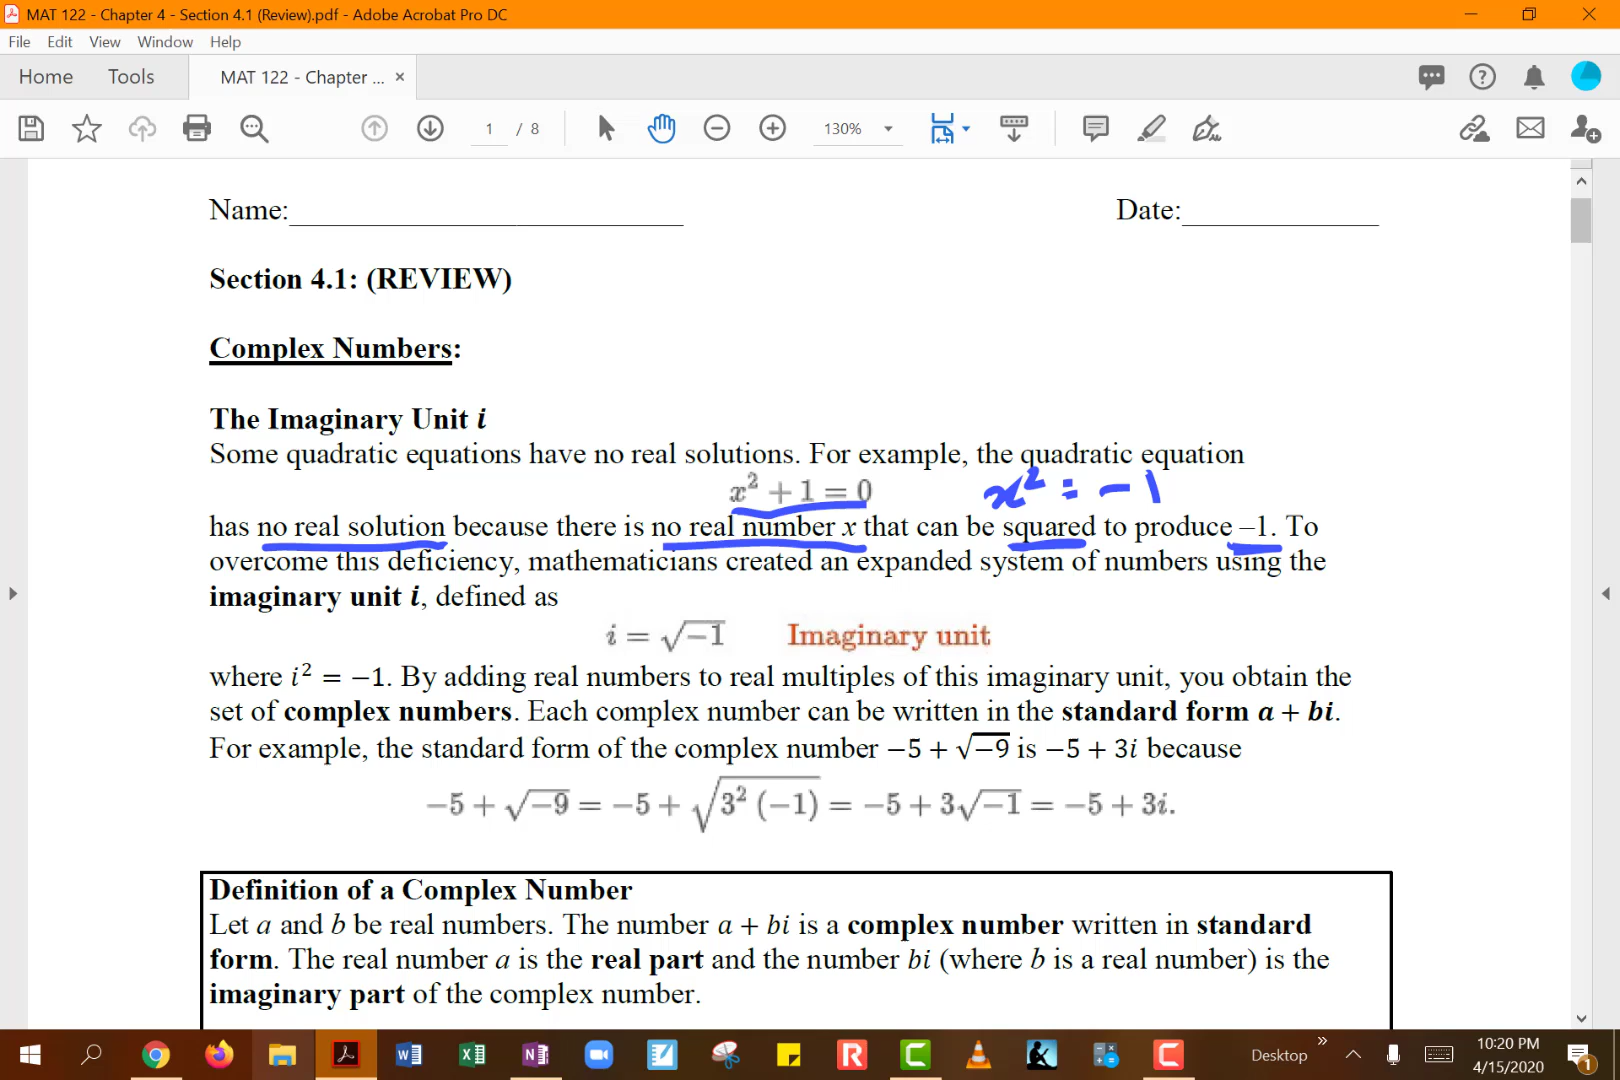 MAT 122 - Chapter 4 - Section 4.1 (Review).pdf - Adobe Acrobat Pro DC
File Edit View Window Help
Home Tools MAT 122 - Chapter ... ×
1 / 8 130%
Name:__________________________ Date:_____________
Section 4.1: (REVIEW)
Complex Numbers:
The Imaginary Unit i
Some quadratic equations have no real solutions. For example, the quadratic equation
x² + 1 = 0 x² = -1
has no real solution because there is no real number x that can be squared to produce –1. To
overcome this deficiency, mathematicians created an expanded system of numbers using the
imaginary unit i, defined as
i = √−1 Imaginary unit
where i² = −1. By adding real numbers to real multiples of this imaginary unit, you obtain the
set of complex numbers. Each complex number can be written in the standard form a + bi.
For example, the standard form of the complex number −5 + √−9 is −5 + 3i because
−5 + √−9 = −5 + √3² (−1) = −5 + 3√−1 = −5 + 3i.
Definition of a Complex Number
Let a and b be real numbers. The number a + bi is a complex number written in standard
form. The real number a is the real part and the number bi (where b is a real number) is the
imaginary part of the complex number.
Desktop 10:20 PM
4/15/2020 1